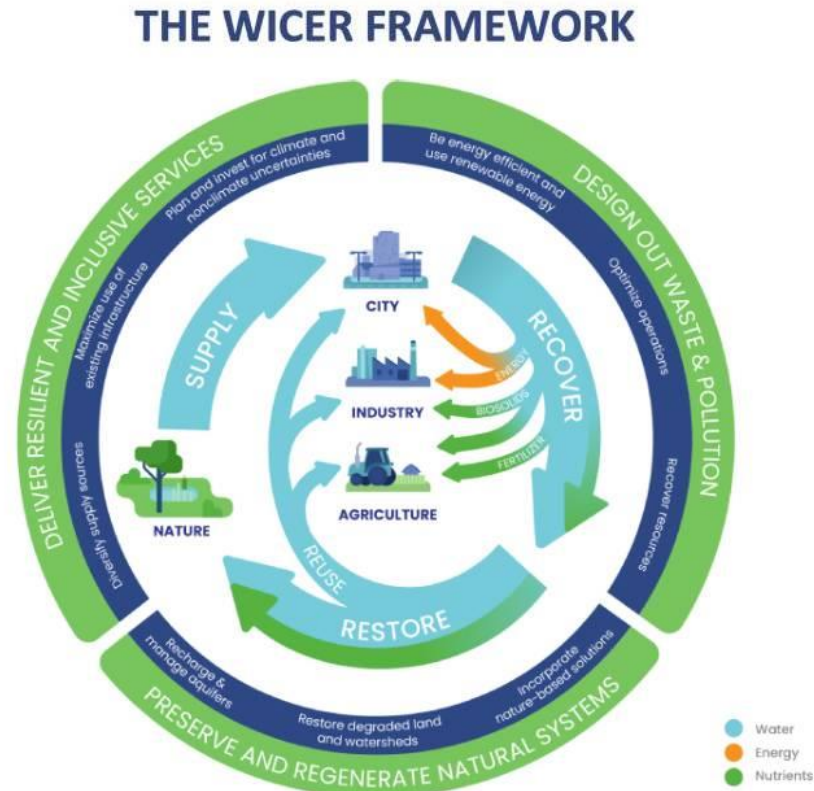 THE WICER FRAMEWORK
DELIVER RESILIENT AND INCLUSIVE SERVICES
Plan and invest for climate and
nonclimate uncertainties
Maximize use of
existing infrastructure
Diversify supply sources
DESIGN OUT WASTE & POLLUTION
Be energy efficient and
use renewable energy
Optimize operations
Recover resources
SUPPLY
CITY
RECOVER
ENERGY
INDUSTRY
BIOSOLIDS
FERTILIZER
AGRICULTURE
NATURE
REUSE
RESTORE
Recharge &
manage aquifers
Restore degraded land
and watersheds
Incorporate
nature-based solutions
PRESERVE AND REGENERATE NATURAL SYSTEMS
Water
Energy
Nutrients